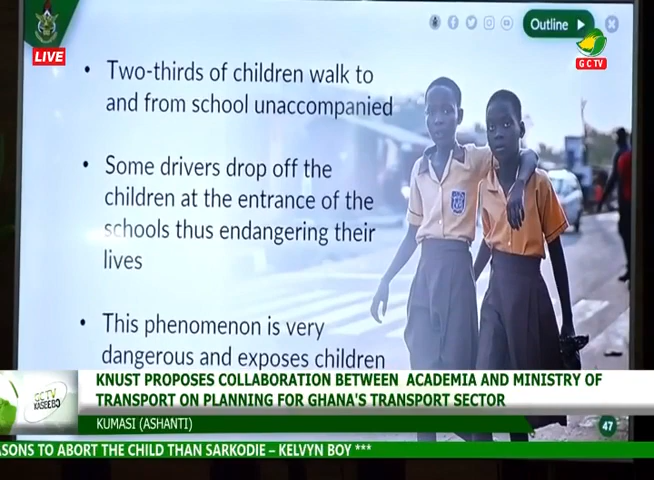 LIVE
Outline
GCTV
• Two-thirds of children walk to
and from school unaccompanied
• Some drivers drop off the
children at the entrance of the
schools thus endangering their
lives
• This phenomenon is very
dangerous and exposes children
GCTV
KASEEBO
KNUST PROPOSES COLLABORATION BETWEEN ACADEMIA AND MINISTRY OF
TRANSPORT ON PLANNING FOR GHANA'S TRANSPORT SECTOR
KUMASI (ASHANTI)
47
ASONS TO ABORT THE CHILD THAN SARKODIE – KELVYN BOY ***